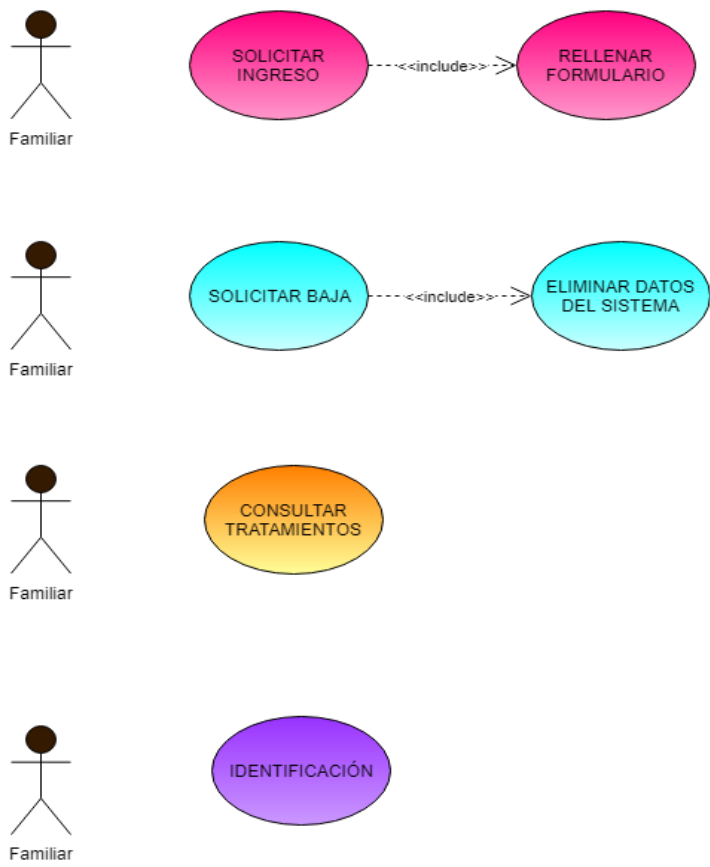 SOLICITAR
INGRESO
<<include>>
RELLENAR
FORMULARIO
Familiar
SOLICITAR BAJA
<<include>>
ELIMINAR DATOS
DEL SISTEMA
Familiar
CONSULTAR
TRATAMIENTOS
Familiar
IDENTIFICACIÓN
Familiar